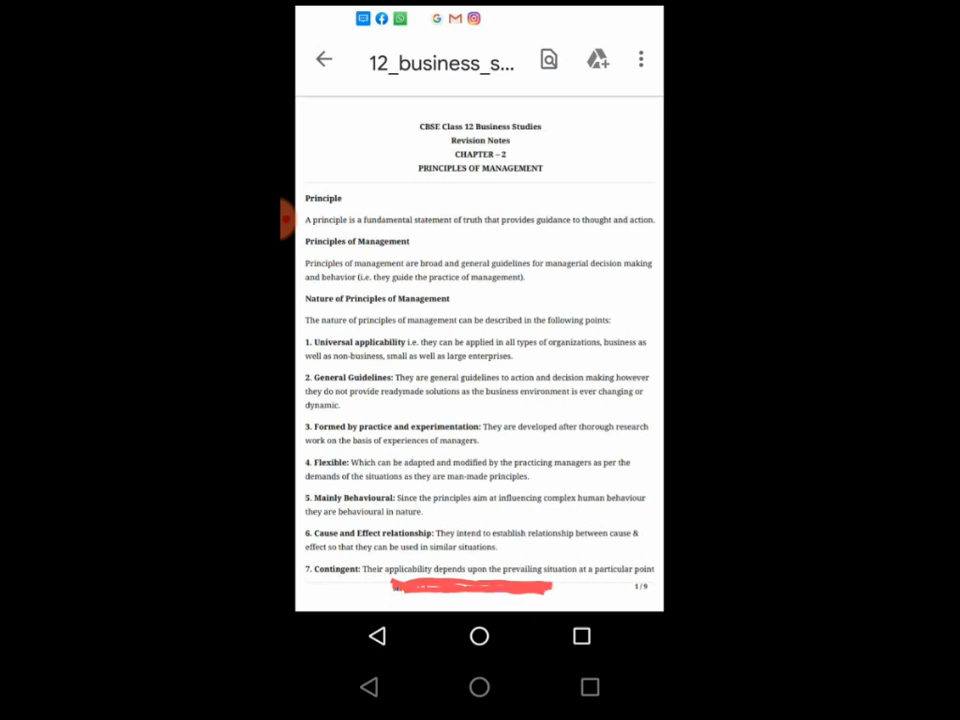 12_business_s...
CBSE Class 12 Business Studies
Revision Notes
CHAPTER – 2
PRINCIPLES OF MANAGEMENT
Principle
A principle is a fundamental statement of truth that provides guidance to thought and action.
Principles of Management
Principles of management are broad and general guidelines for managerial decision making
and behavior (i.e. they guide the practice of management).
Nature of Principles of Management
The nature of principles of management can be described in the following points:
1. Universal applicability i.e. they can be applied in all types of organizations, business as
well as non-business, small as well as large enterprises.
2. General Guidelines: They are general guidelines to action and decision making however
they do not provide readymade solutions as the business environment is ever changing or
dynamic.
3. Formed by practice and experimentation: They are developed after thorough research
work on the basis of experiences of managers.
4. Flexible: Which can be adapted and modified by the practicing managers as per the
demands of the situations as they are man-made principles.
5. Mainly Behavioural: Since the principles aim at influencing complex human behaviour
they are behavioural in nature.
6. Cause and Effect relationship: They intend to establish relationship between cause &
effect so that they can be used in similar situations.
7. Contingent: Their applicability depends upon the prevailing situation at a particular point
1 / 9